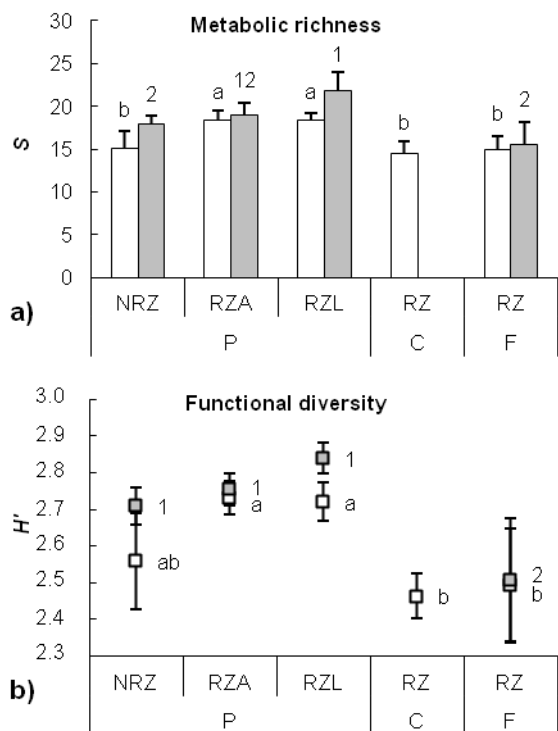 Metabolic richness
30
25
20
15
10
5
0
S
b 2 a 12 a 1 b b 2
NRZ RZA RZL RZ RZ
P C F
a)
Functional diversity
3.0
2.9
2.8
2.7
2.6
2.5
2.4
2.3
H'
1 ab 1 a 1 a b 2 b
NRZ RZA RZL RZ RZ
P C F
b)